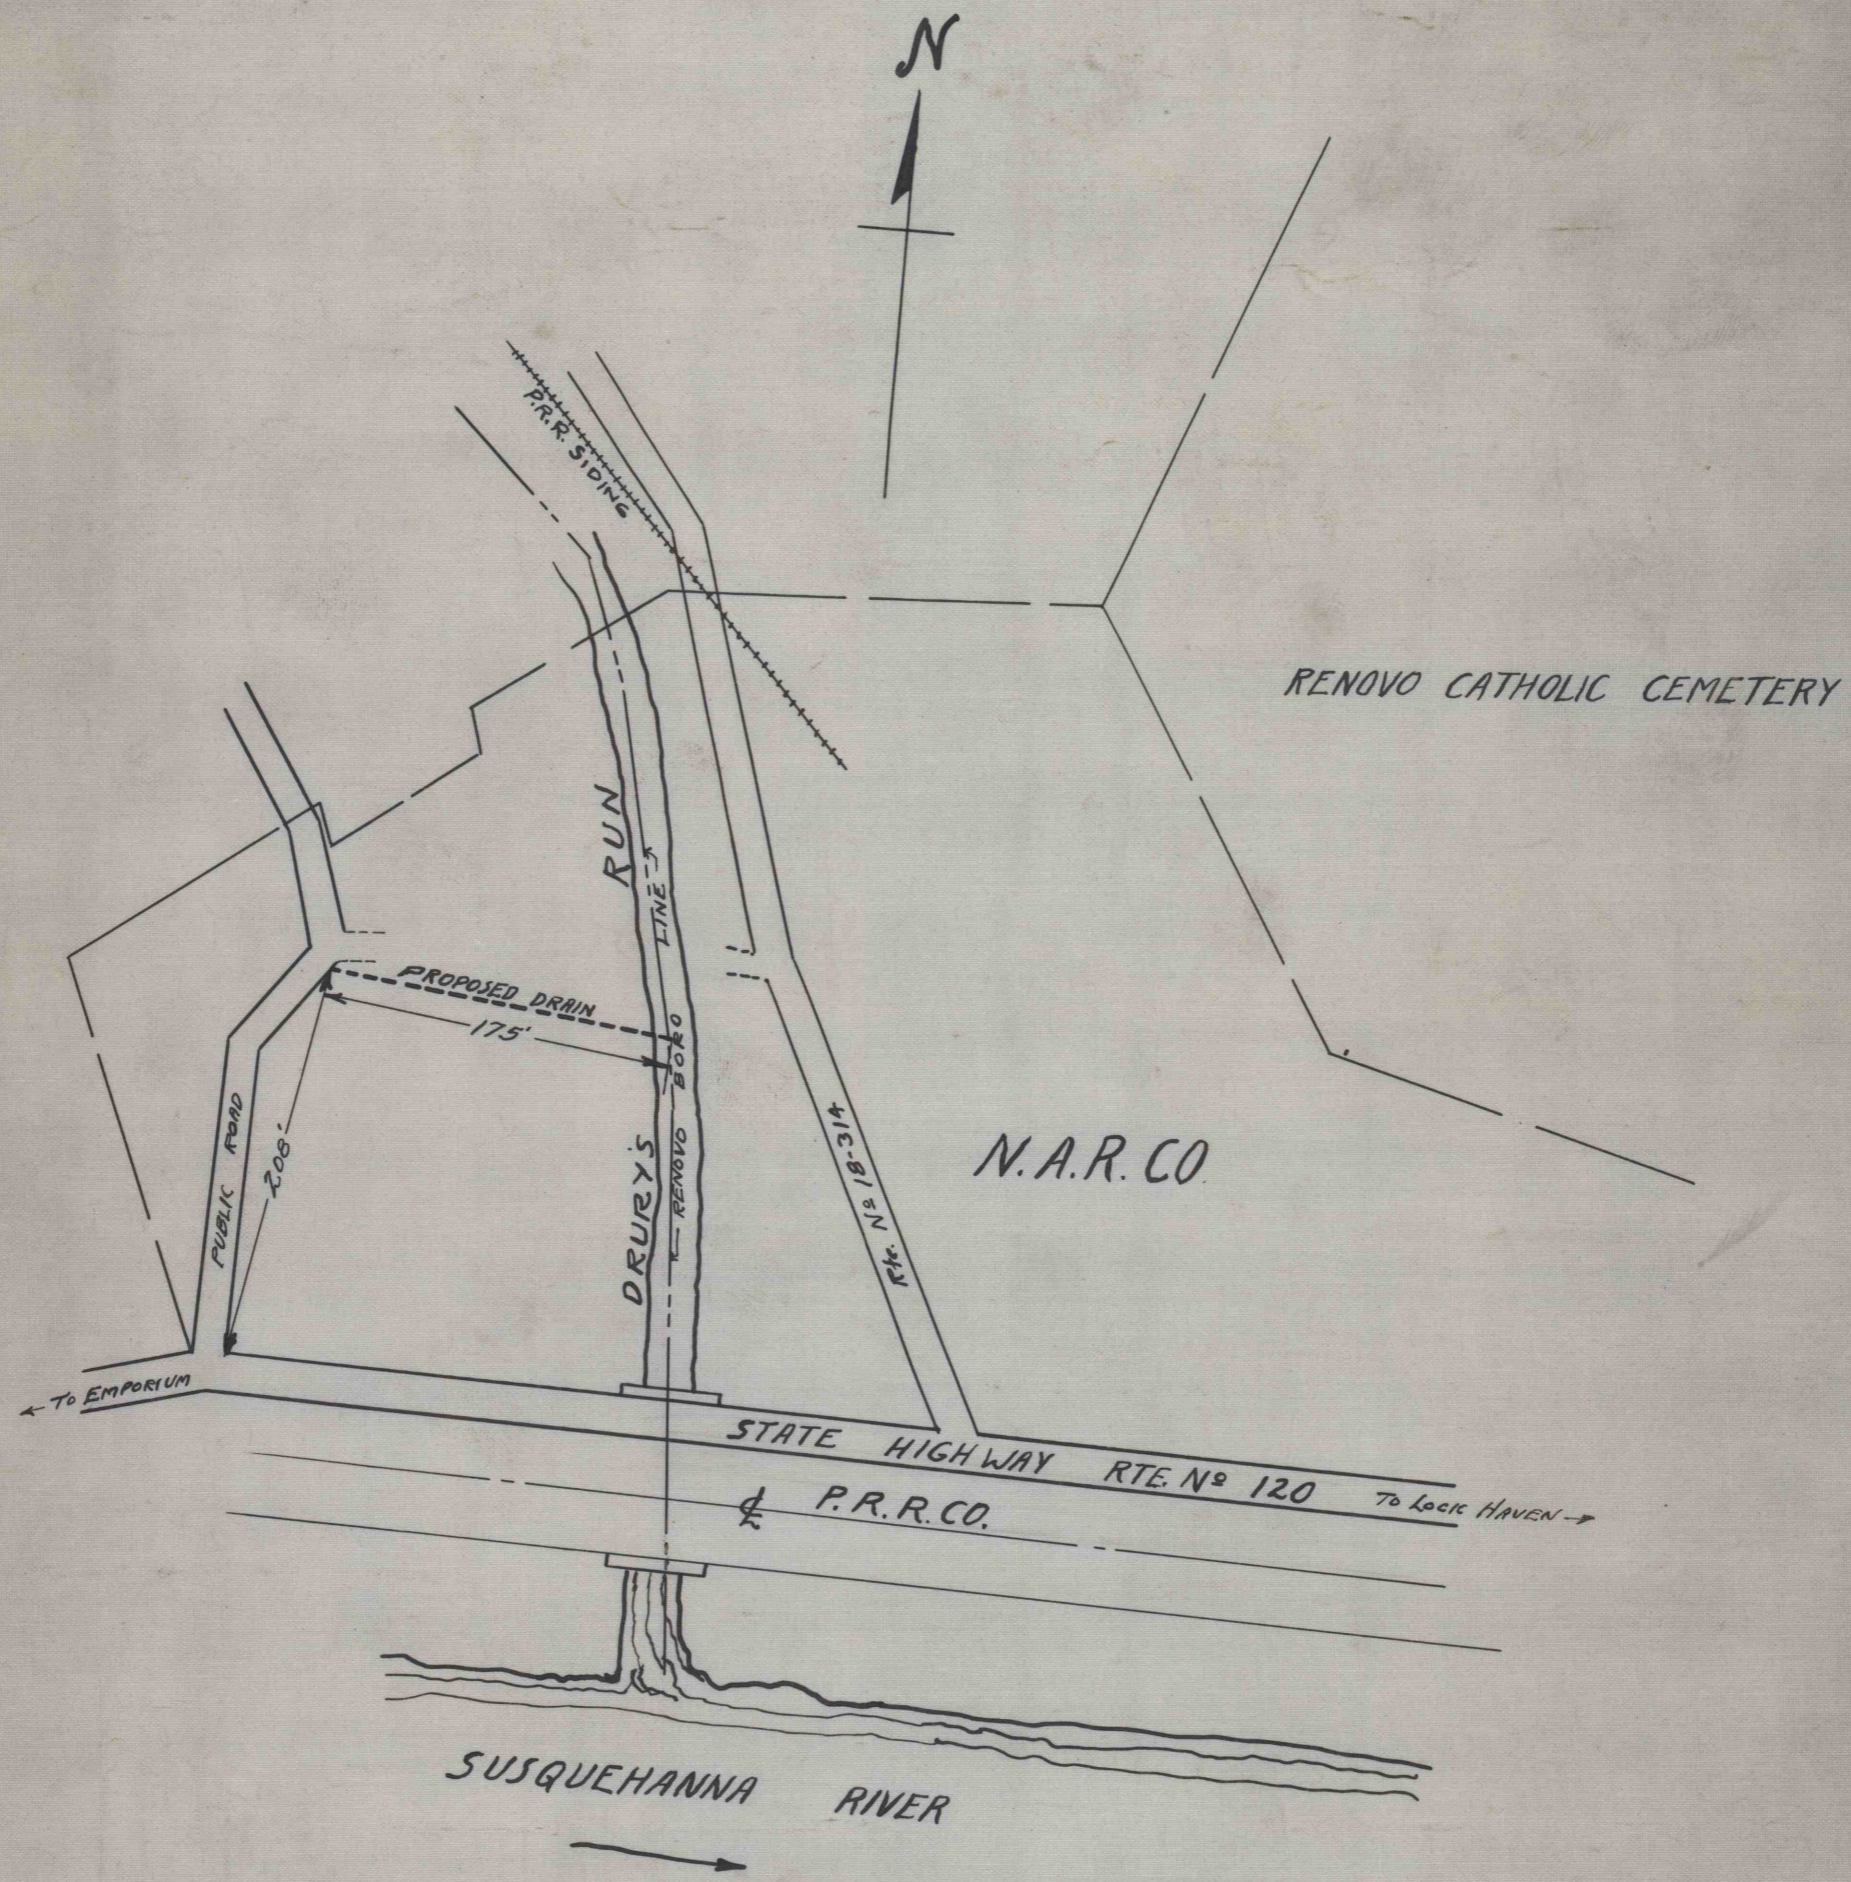 N
P.R.R. SIDING
RENOVO CATHOLIC CEMETERY
DRURY'S RUN
RENOVO BORO LINE
PROPOSED DRAIN
175'
208'
PUBLIC ROAD
Rte. Nº 18-314
N.A.R.CO.
← TO EMPORIUM
STATE HIGHWAY RTE. Nº 120
TO LOCK HAVEN →
℄ P.R.R.CO.
SUSQUEHANNA RIVER